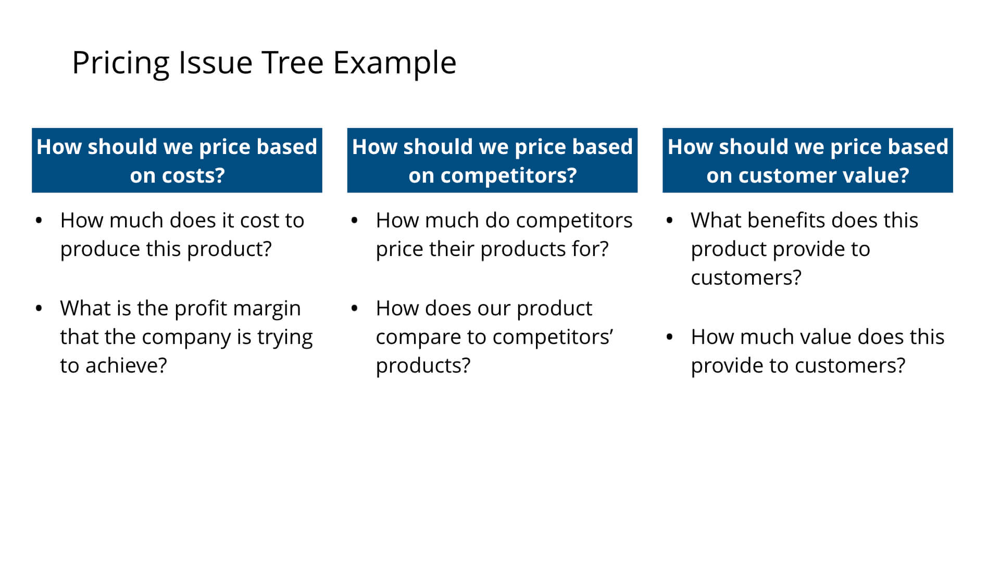 Pricing Issue Tree Example
How should we price based
on costs?
• How much does it cost to
produce this product?
• What is the profit margin
that the company is trying
to achieve?
How should we price based
on competitors?
• How much do competitors
price their products for?
• How does our product
compare to competitors’
products?
How should we price based
on customer value?
• What benefits does this
product provide to
customers?
• How much value does this
provide to customers?